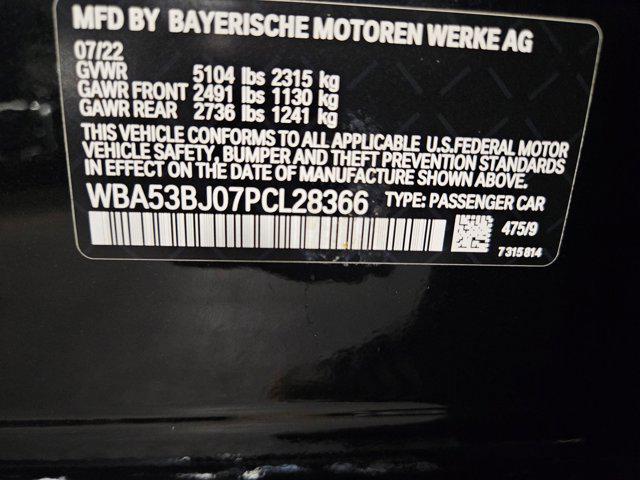 MFD BY BAYERISCHE MOTOREN WERKE AG
07/22
GVWR 5104 lbs 2315 kg
GAWR FRONT 2491 lbs 1130 kg
GAWR REAR 2736 lbs 1241 kg
THIS VEHICLE CONFORMS TO ALL APPLICABLE U.S.FEDERAL MOTOR
VEHICLE SAFETY, BUMPER AND THEFT PREVENTION STANDARDS
IN EFFECT ON THE DATE OF MANUFACTURE SHOWN ABOVE.
WBA53BJ07PCL28366 TYPE: PASSENGER CAR
475/9
7315814